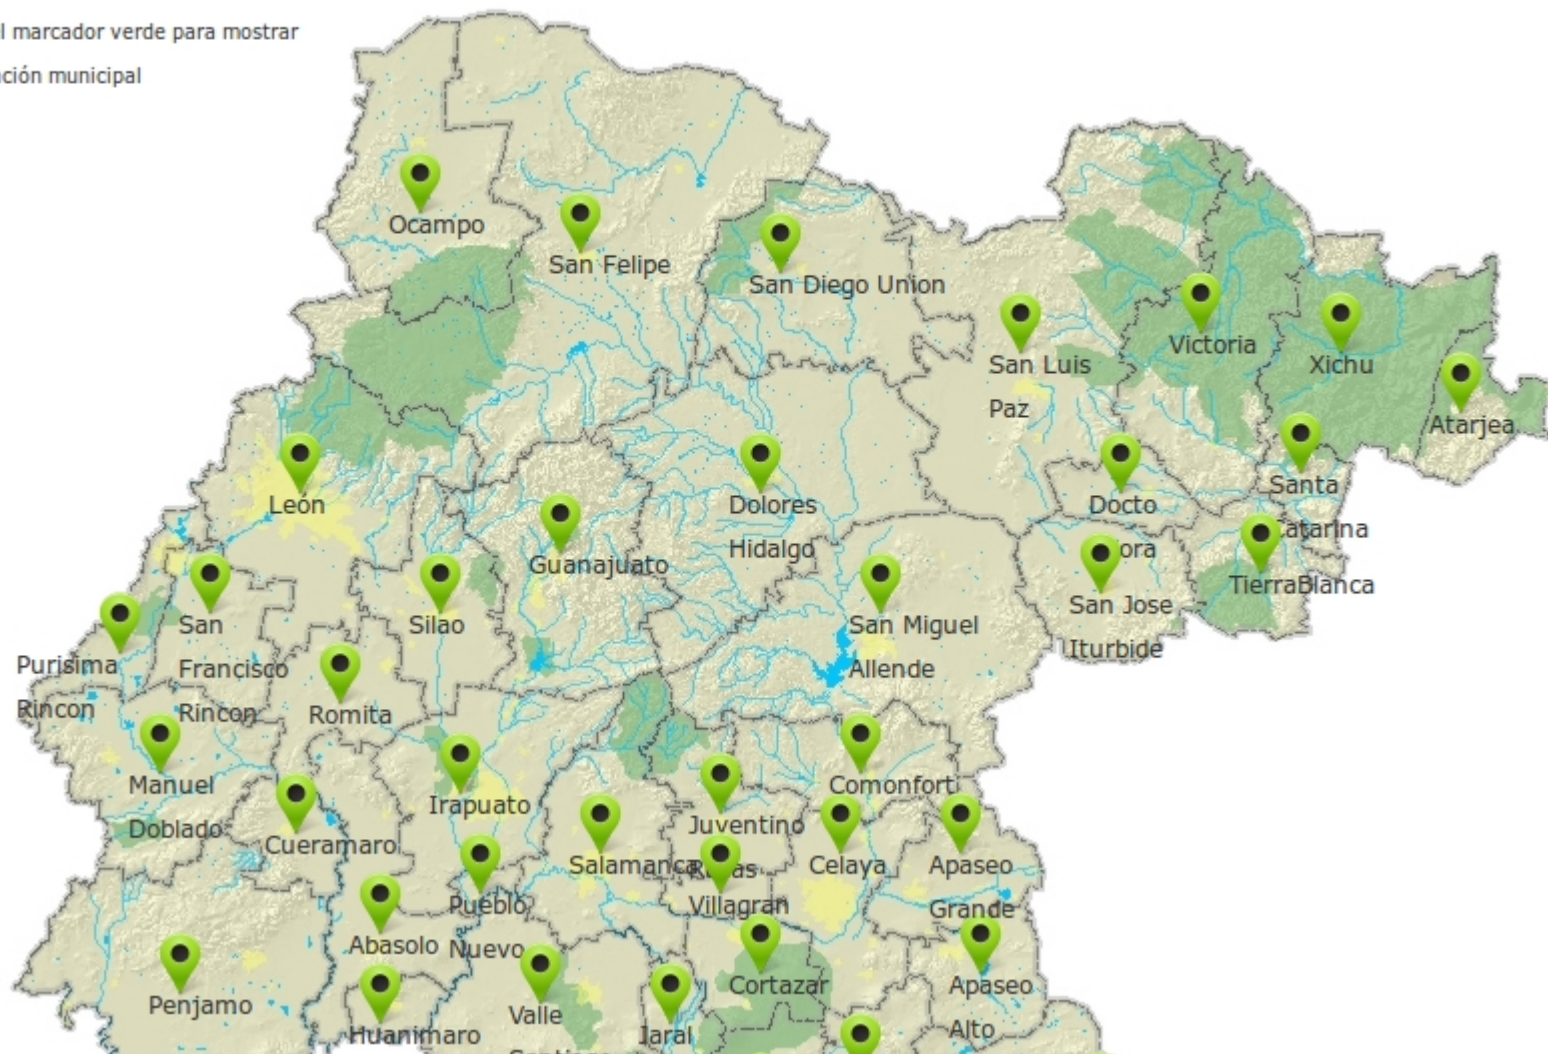 l marcador verde para mostrar
ción municipal
Ocampo
San Felipe
San Diego Union
San Luis
Paz
Victoria
Xichu
Atarjea
León
Dolores
Hidalgo
Docto
ora
Santa
Catarina
Guanajuato
TierraBlanca
San
Francisco
Rincon
Silao
San Miguel
Allende
San Jose
Iturbide
Purisima
Rincon
Romita
Manuel
Doblado
Irapuato
Comonfort
Cueramaro
Juventino
Rosas
Salamanca
Celaya
Apaseo
Grande
Pueblo
Nuevo
Villagran
Abasolo
Penjamo
Valle
Cortazar
Apaseo
Alto
Huanimaro
Jaral